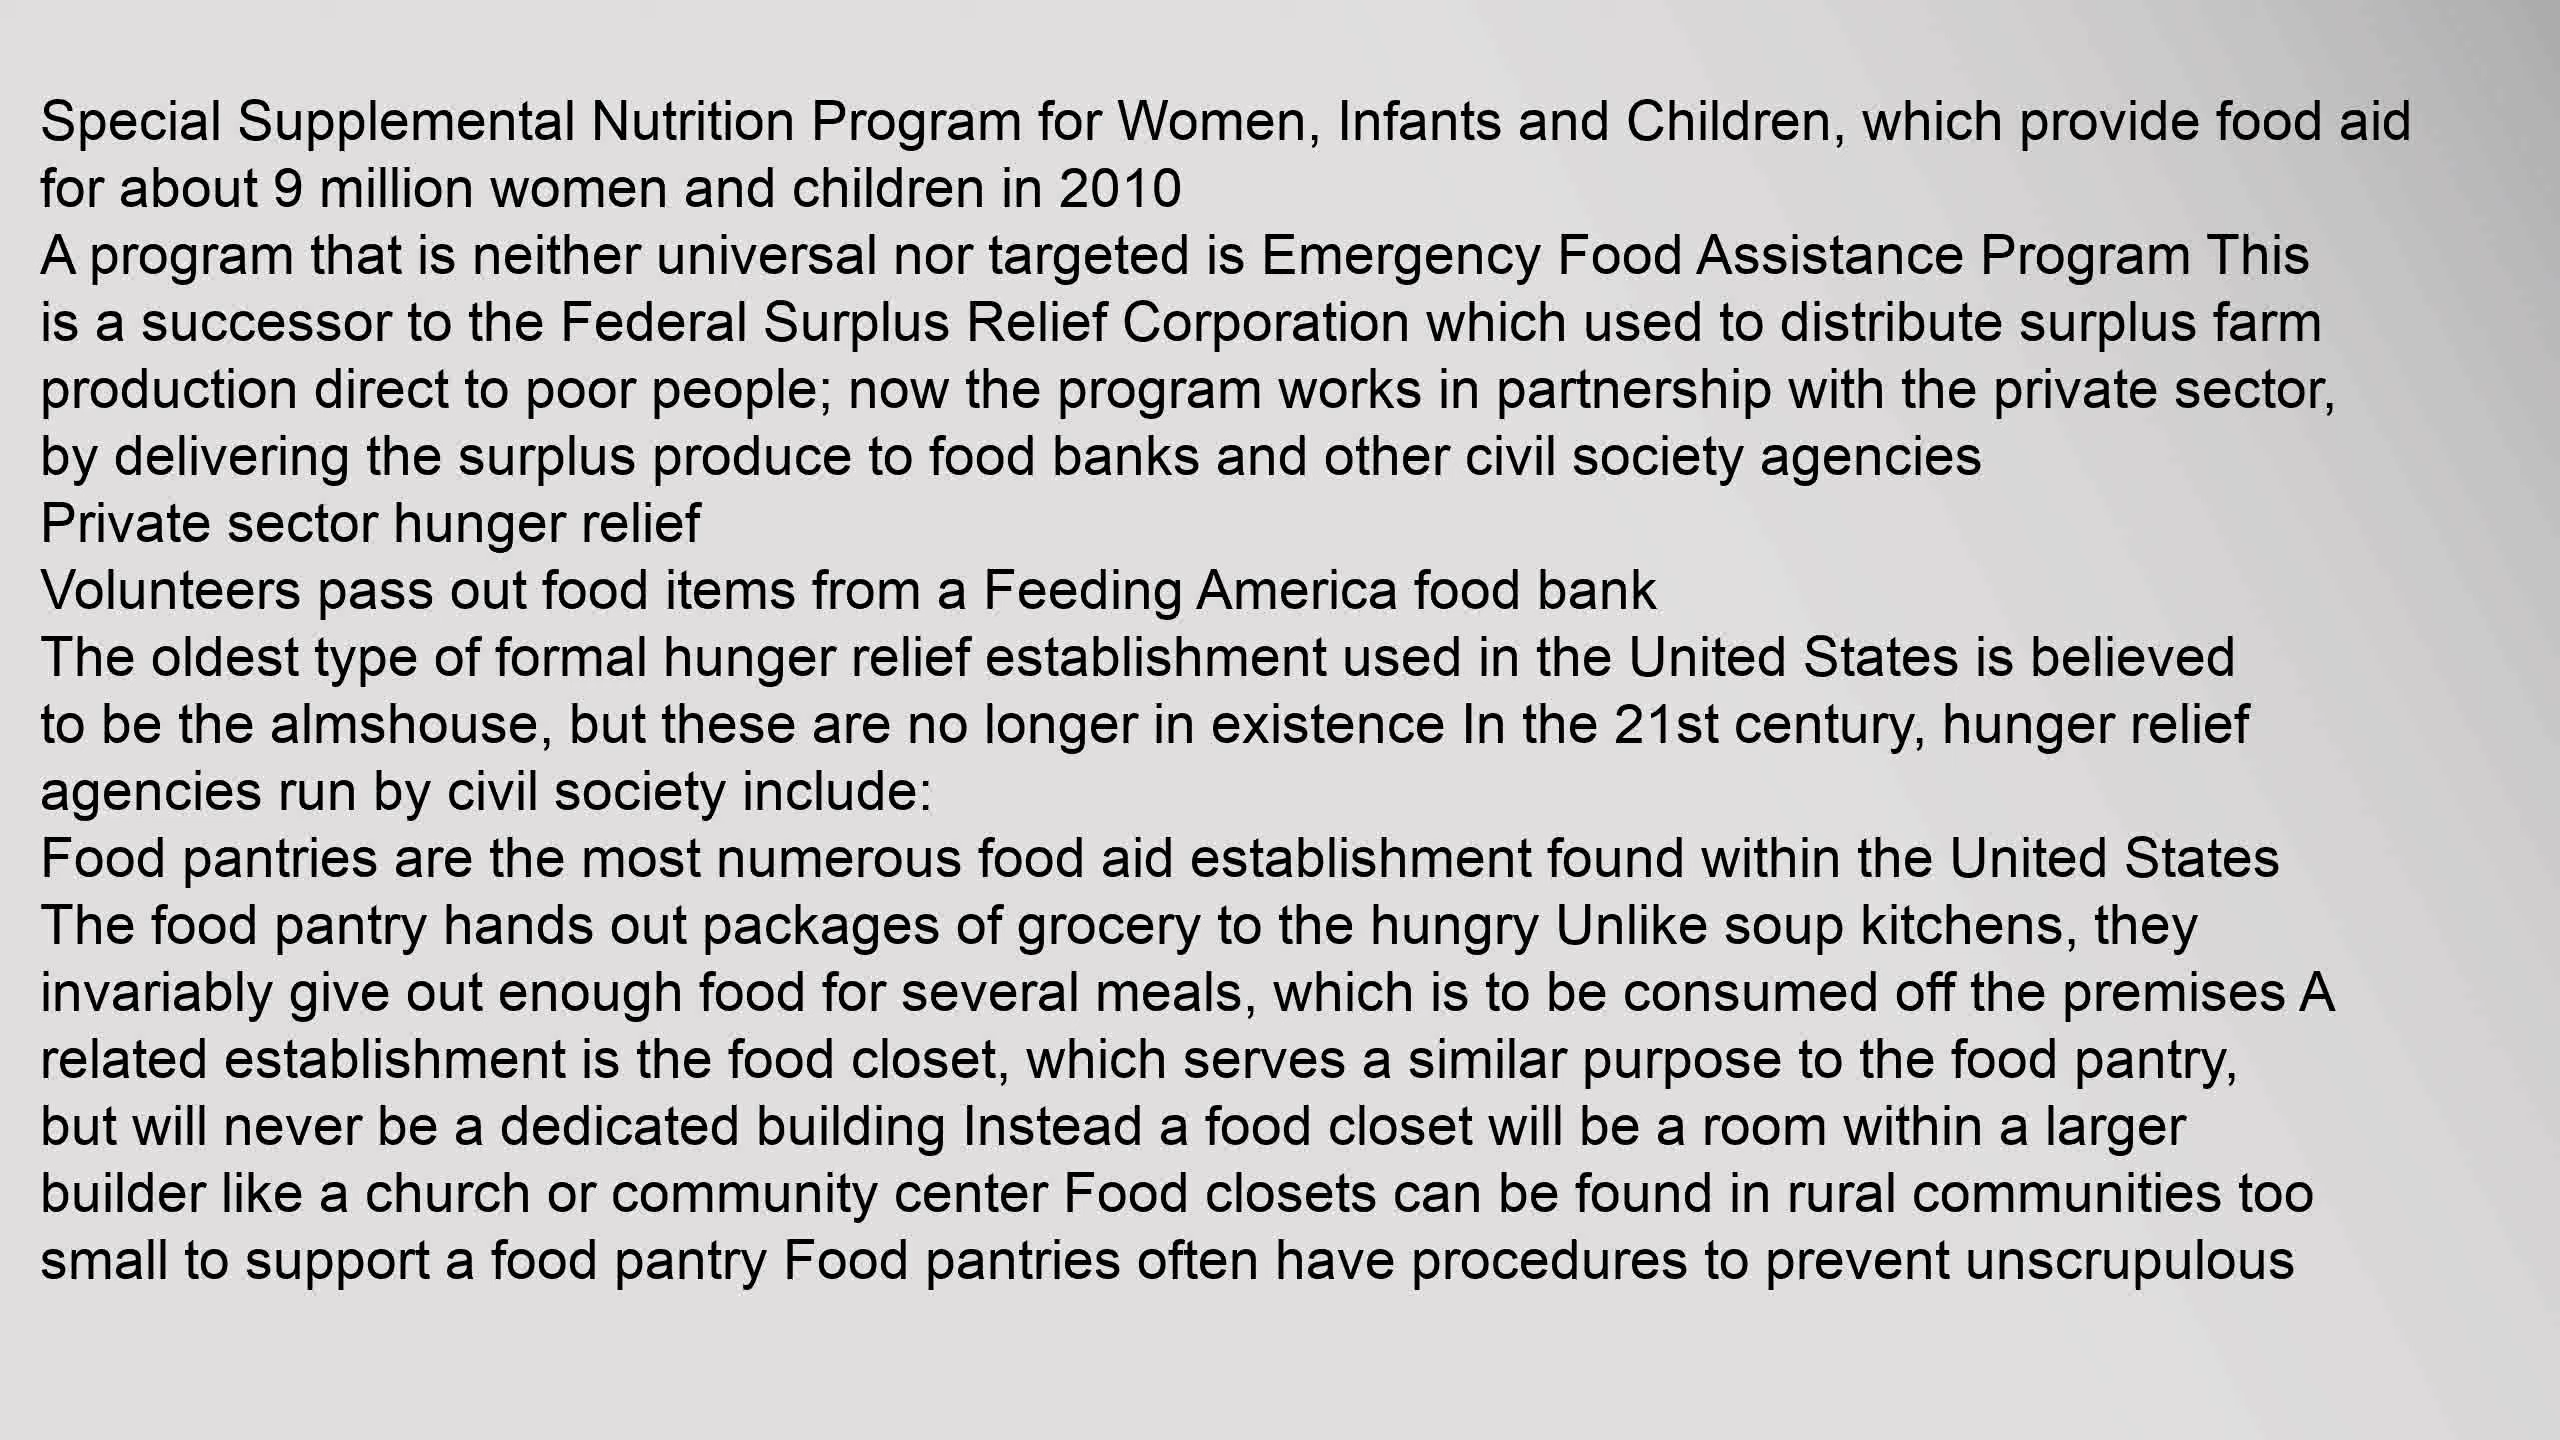 Special Supplemental Nutrition Program for Women, Infants and Children, which provide food aid
for about 9 million women and children in 2010
A program that is neither universal nor targeted is Emergency Food Assistance Program This
is a successor to the Federal Surplus Relief Corporation which used to distribute surplus farm
production direct to poor people; now the program works in partnership with the private sector,
by delivering the surplus produce to food banks and other civil society agencies
Private sector hunger relief
Volunteers pass out food items from a Feeding America food bank
The oldest type of formal hunger relief establishment used in the United States is believed
to be the almshouse, but these are no longer in existence In the 21st century, hunger relief
agencies run by civil society include:
Food pantries are the most numerous food aid establishment found within the United States
The food pantry hands out packages of grocery to the hungry Unlike soup kitchens, they
invariably give out enough food for several meals, which is to be consumed off the premises A
related establishment is the food closet, which serves a similar purpose to the food pantry,
but will never be a dedicated building Instead a food closet will be a room within a larger
builder like a church or community center Food closets can be found in rural communities too
small to support a food pantry Food pantries often have procedures to prevent unscrupulous